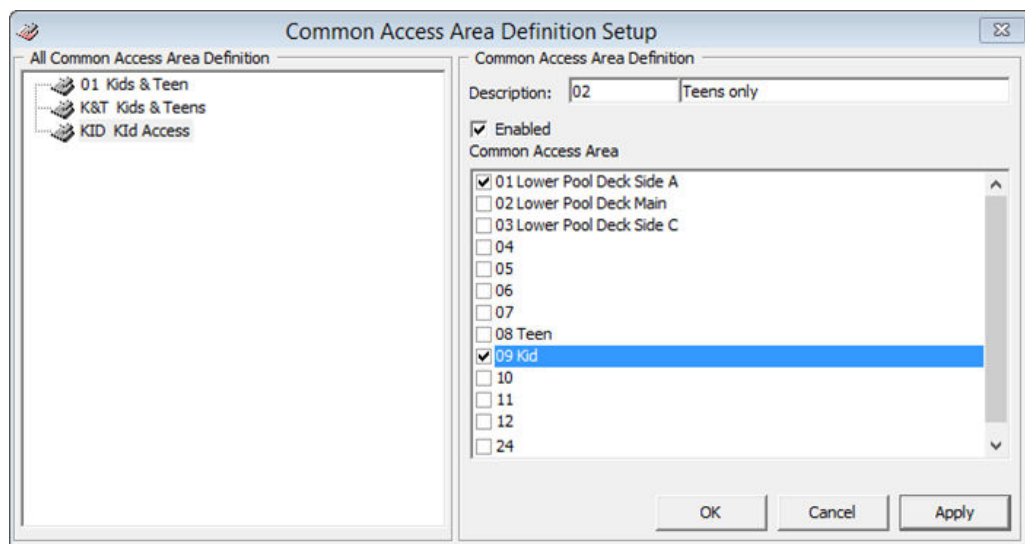 Common Access Area Definition Setup
All Common Access Area Definition
01 Kids & Teen
K&T Kids & Teens
KID KId Access
Common Access Area Definition
Description: 02 Teens only
Enabled
Common Access Area
01 Lower Pool Deck Side A
02 Lower Pool Deck Main
03 Lower Pool Deck Side C
04
05
06
07
08 Teen
09 Kid
10
11
12
24
OK Cancel Apply